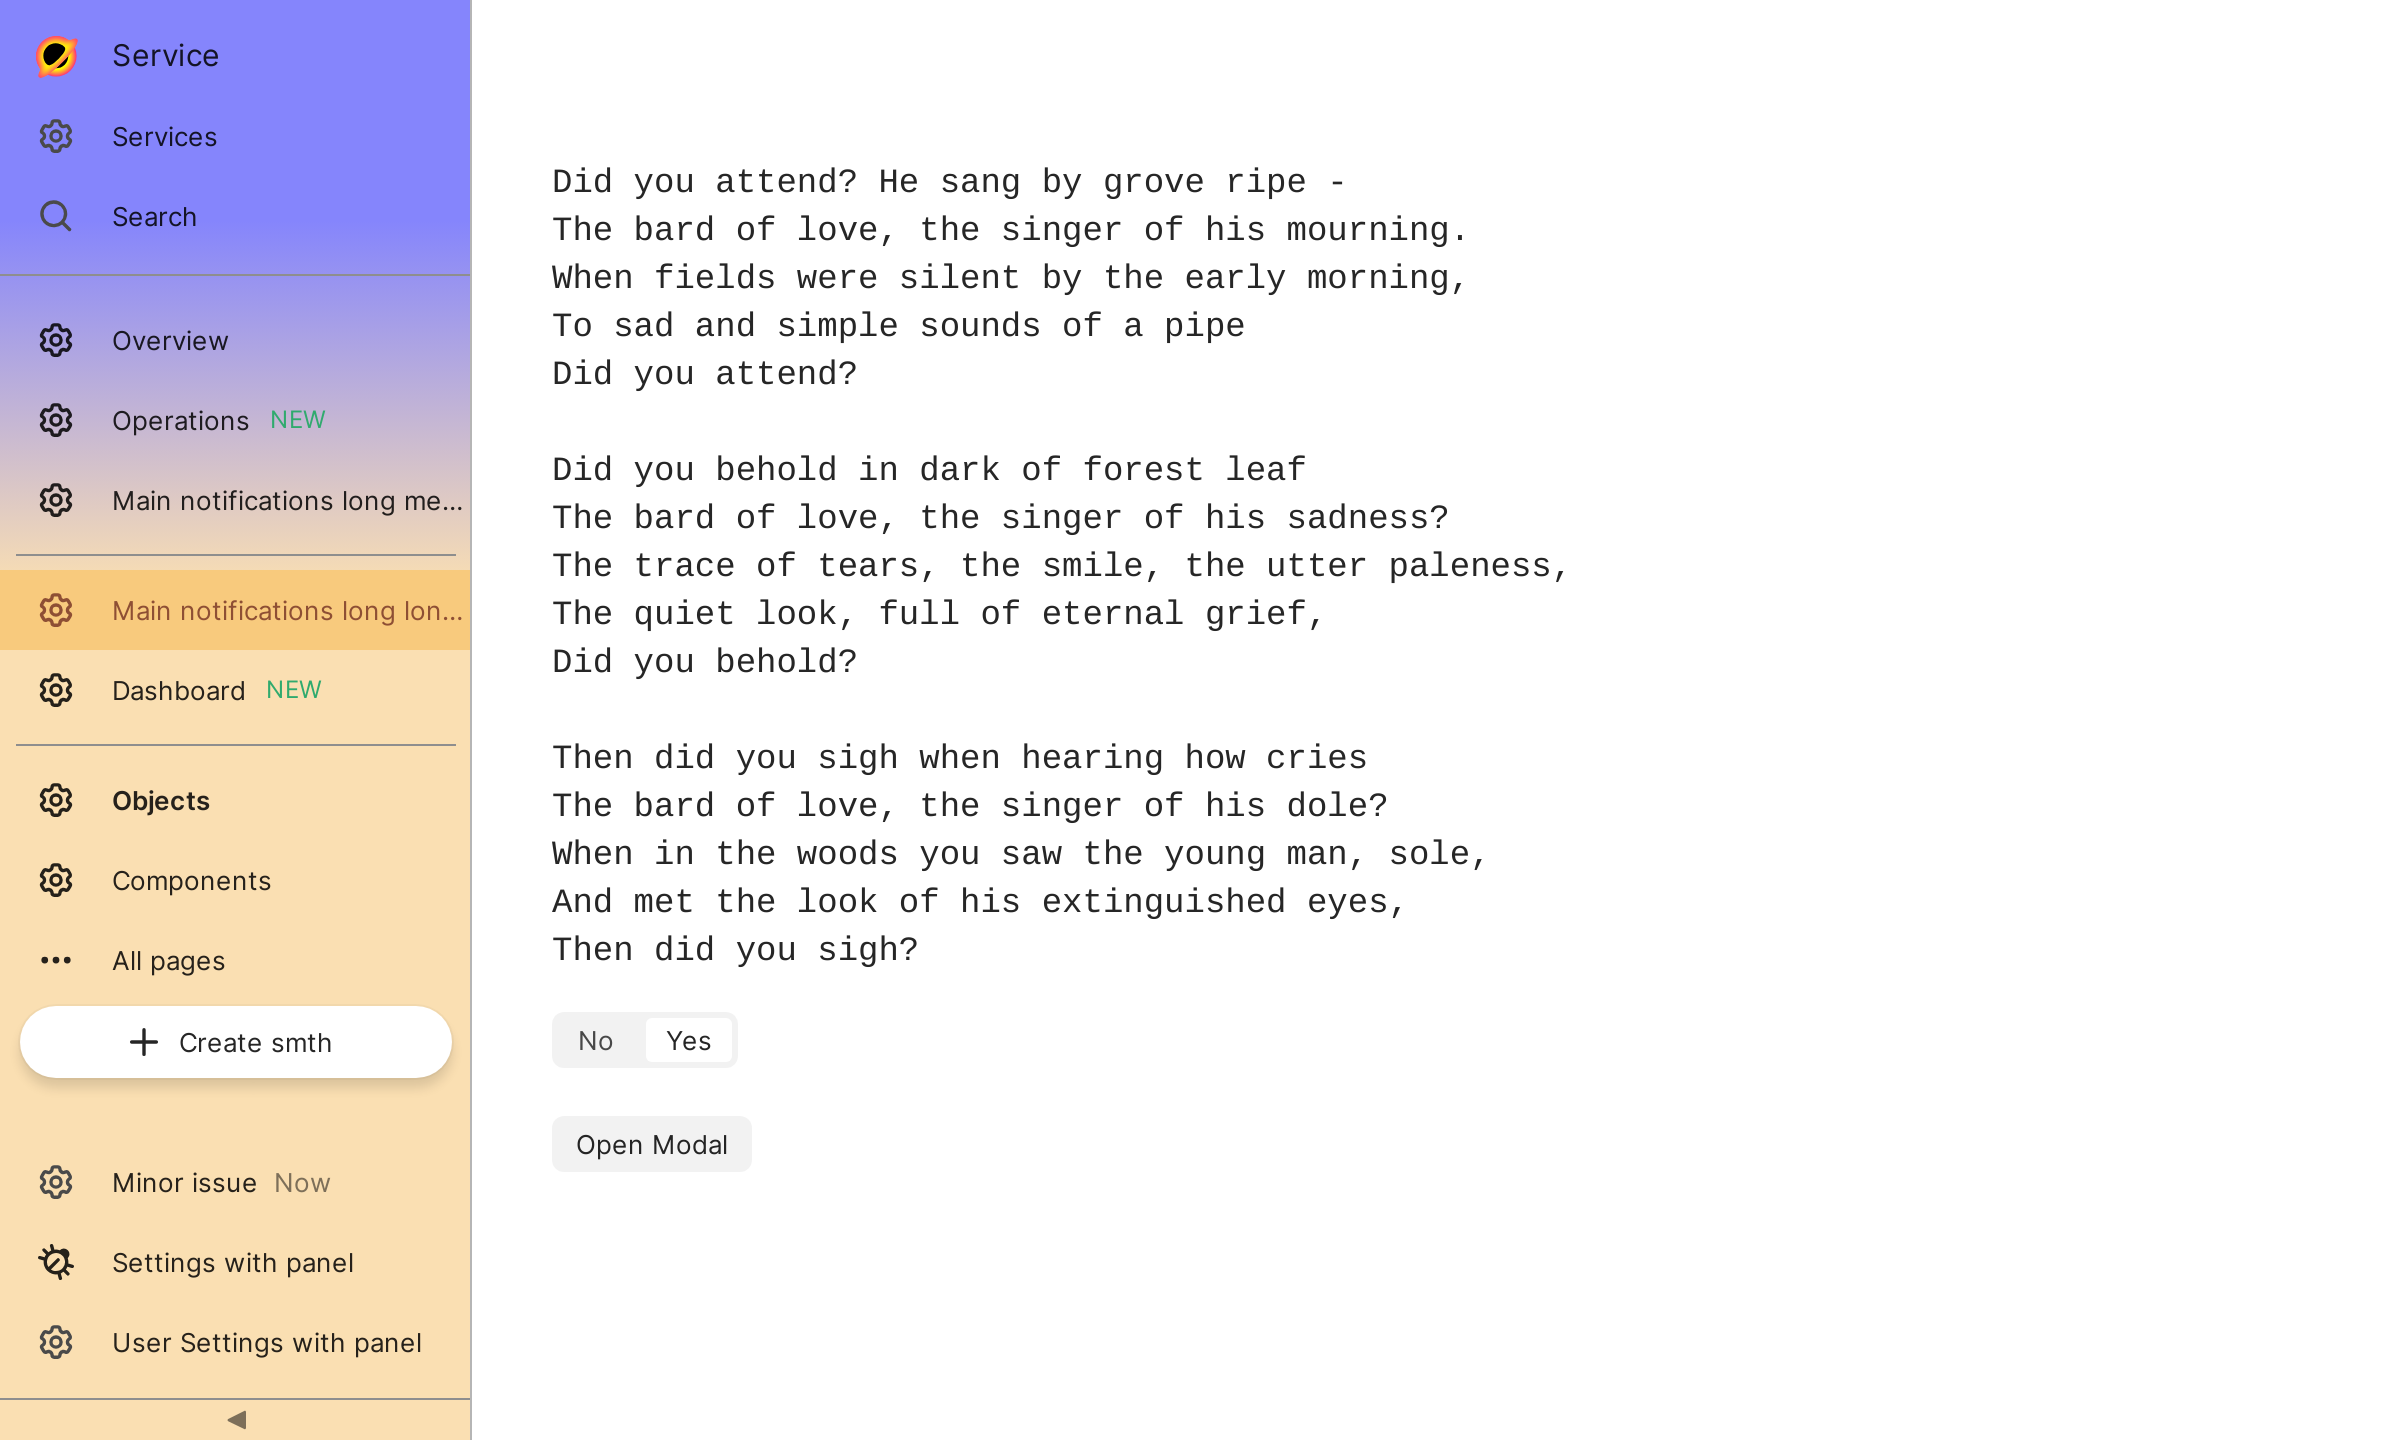 Service
Services
Search
Overview
Operations NEW
Main notifications long me...
Main notifications long lon...
Dashboard NEW
Objects
Components
All pages
Create smth
Minor issue Now
Settings with panel
User Settings with panel
Did you attend? He sang by grove ripe -
The bard of love, the singer of his mourning.
When fields were silent by the early morning,
To sad and simple sounds of a pipe
Did you attend?
Did you behold in dark of forest leaf
The bard of love, the singer of his sadness?
The trace of tears, the smile, the utter paleness,
The quiet look, full of eternal grief,
Did you behold?
Then did you sigh when hearing how cries
The bard of love, the singer of his dole?
When in the woods you saw the young man, sole,
And met the look of his extinguished eyes,
Then did you sigh?
No Yes
Open Modal